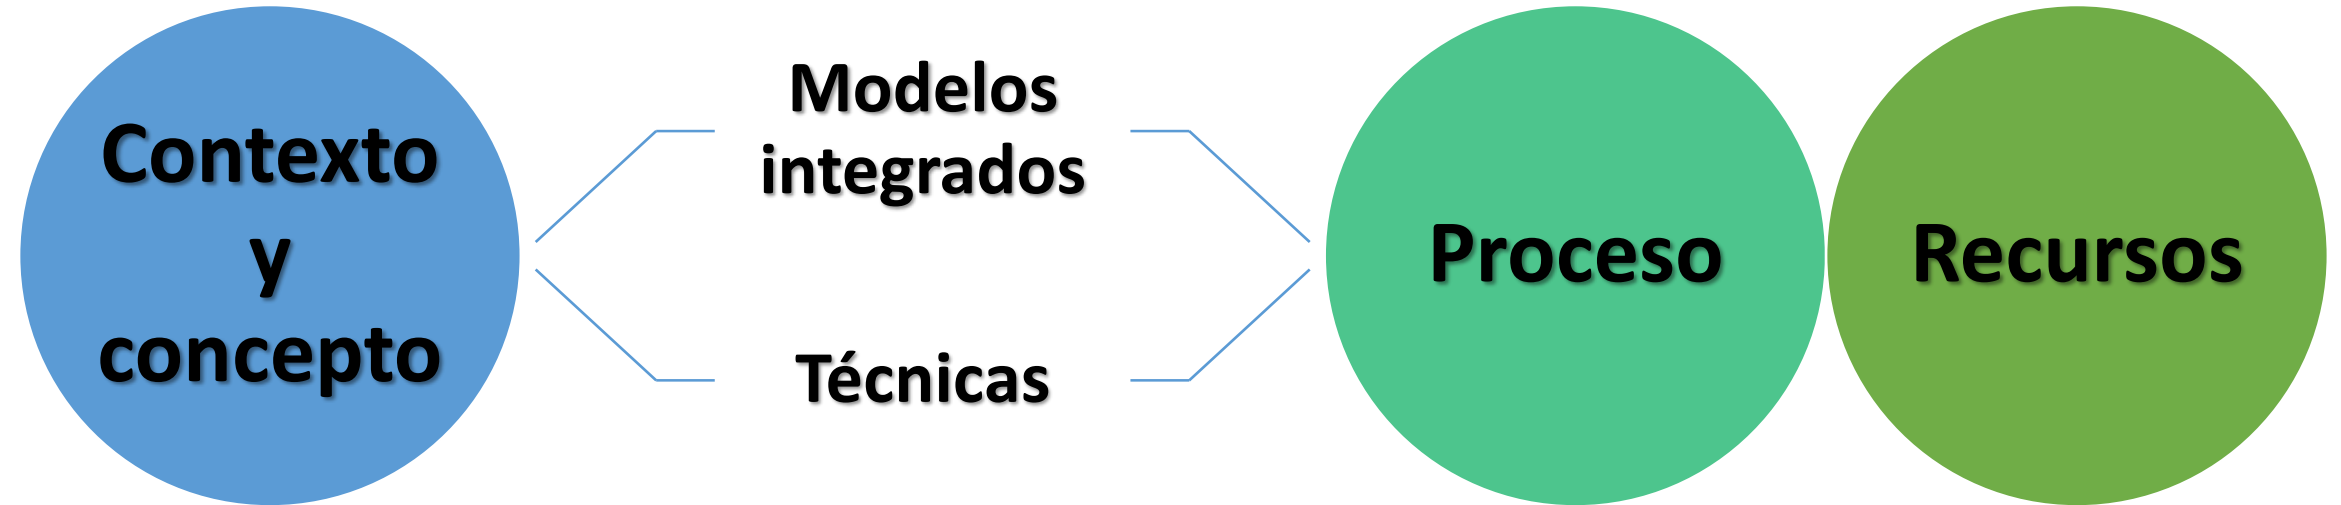 Contexto
y
concepto
Modelos
integrados
Técnicas
Proceso
Recursos